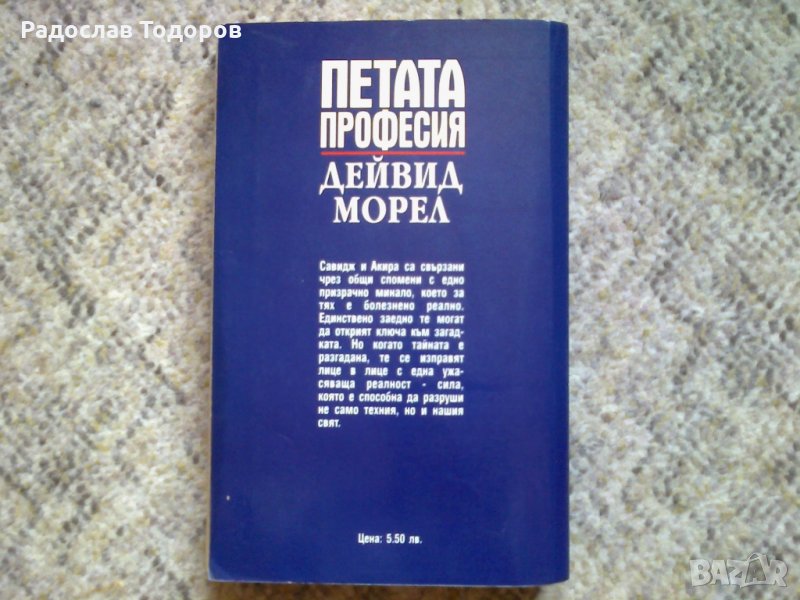 Радослав Тодоров
ПЕТАТА
ПРОФЕСИЯ
ДЕЙВИД
МОРЕЛ
Савидж и Акира са свързани
чрез общи спомени с едно
призрачно минало, което за
тях е болезнено реално.
Единствено заедно те могат
да открият ключа към загад-
ката. Но когато тайната е
разгадана, те се изправят
лице в лице с една ужа-
сяваща реалност - сила,
която е способна да разруши
не само техния, но и нашия
свят.
Цена: 5.50 лв.
BAZAR